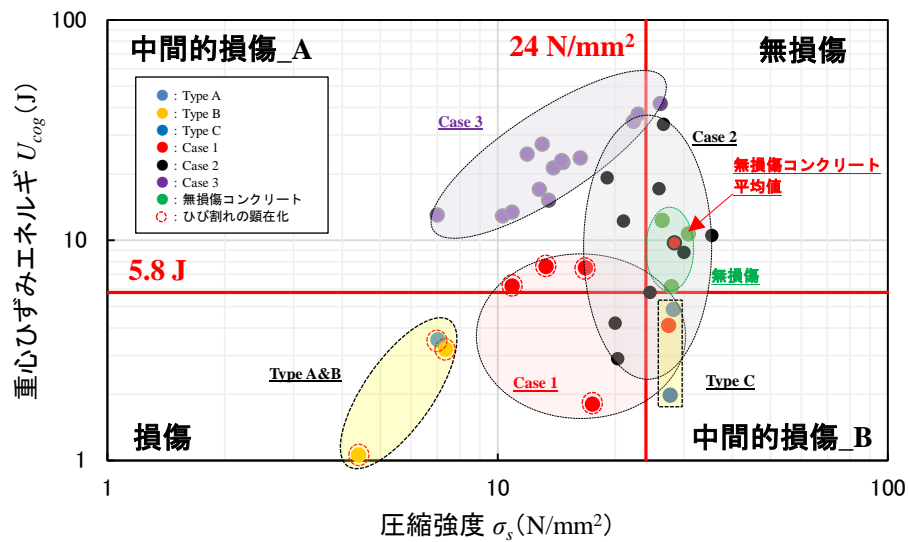 100
中間的損傷_A
24 N/mm²
無損傷
: Type A
: Type B
: Type C
: Case 1
: Case 2
: Case 3
: 無損傷コンクリート
: ひび割れの顕在化
Case 3
Case 2
無損傷コンクリート
平均値
重心ひずみエネルギ Ucog(J)
10
5.8 J
無損傷
Type A&B
Case 1
Type C
損傷
中間的損傷_B
1
1
10
100
圧縮強度 σs(N/mm²)